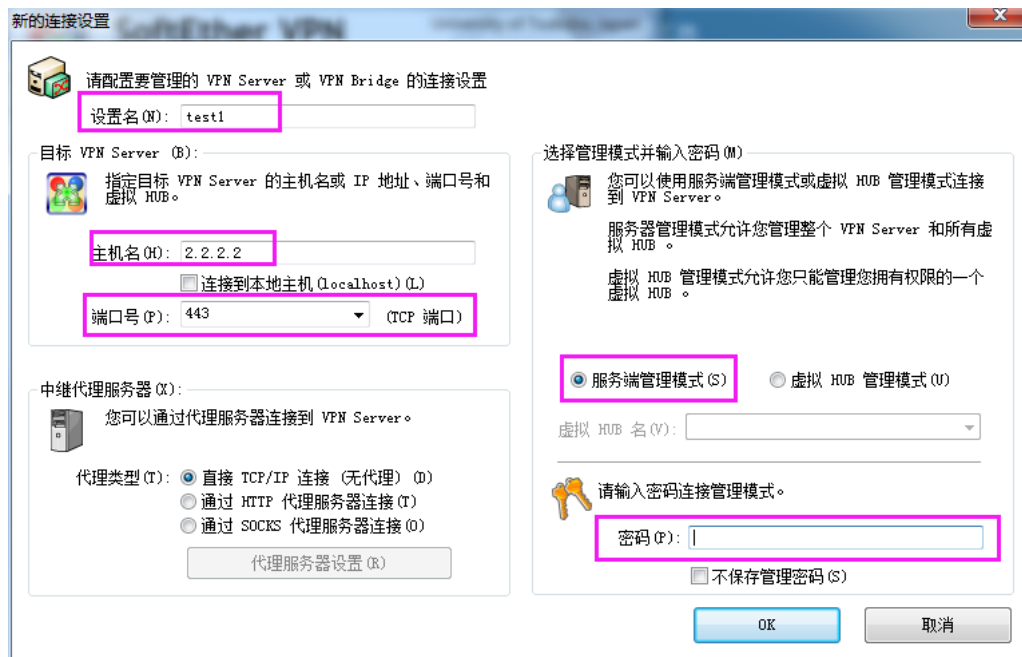 新的连接设置
SoftEther VPN
请配置要管理的 VPN Server 或 VPN Bridge 的连接设置
设置名(N): test1
目标 VPN Server (B):
指定目标 VPN Server 的主机名或 IP 地址、端口号和
虚拟 HUB。
主机名(H): 2.2.2.2
连接到本地主机(localhost)(L)
端口号(P): 443 (TCP 端口)
中继代理服务器(X):
您可以通过代理服务器连接到 VPN Server。
代理类型(T): 直接 TCP/IP 连接 (无代理) (D)
通过 HTTP 代理服务器连接(T)
通过 SOCKS 代理服务器连接(O)
代理服务器设置(R)
选择管理模式并输入密码(M)
您可以使用服务端管理模式或虚拟 HUB 管理模式连接
到 VPN Server。
服务器管理模式允许您管理整个 VPN Server 和所有虚
拟 HUB 。
虚拟 HUB 管理模式允许您只能管理您拥有权限的一个
虚拟 HUB 。
服务端管理模式(S) 虚拟 HUB 管理模式(U)
虚拟 HUB 名(V):
请输入密码连接管理模式。
密码(P):
不保存管理密码(S)
OK 取消